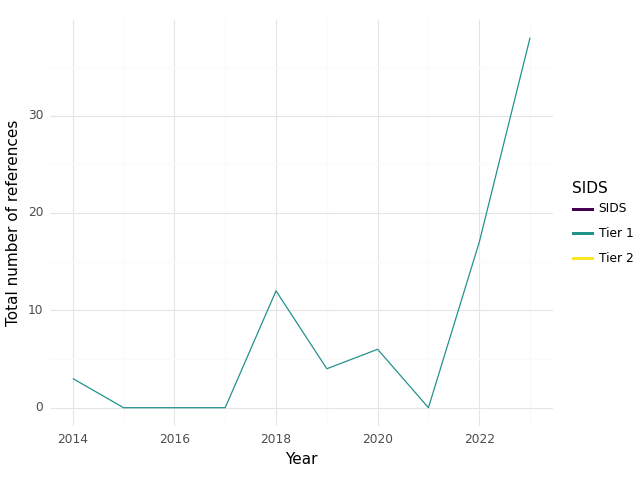 Total number of references
30
20
10
0
2014
2016
2018
2020
2022
Year
SIDS
SIDS
Tier 1
Tier 2